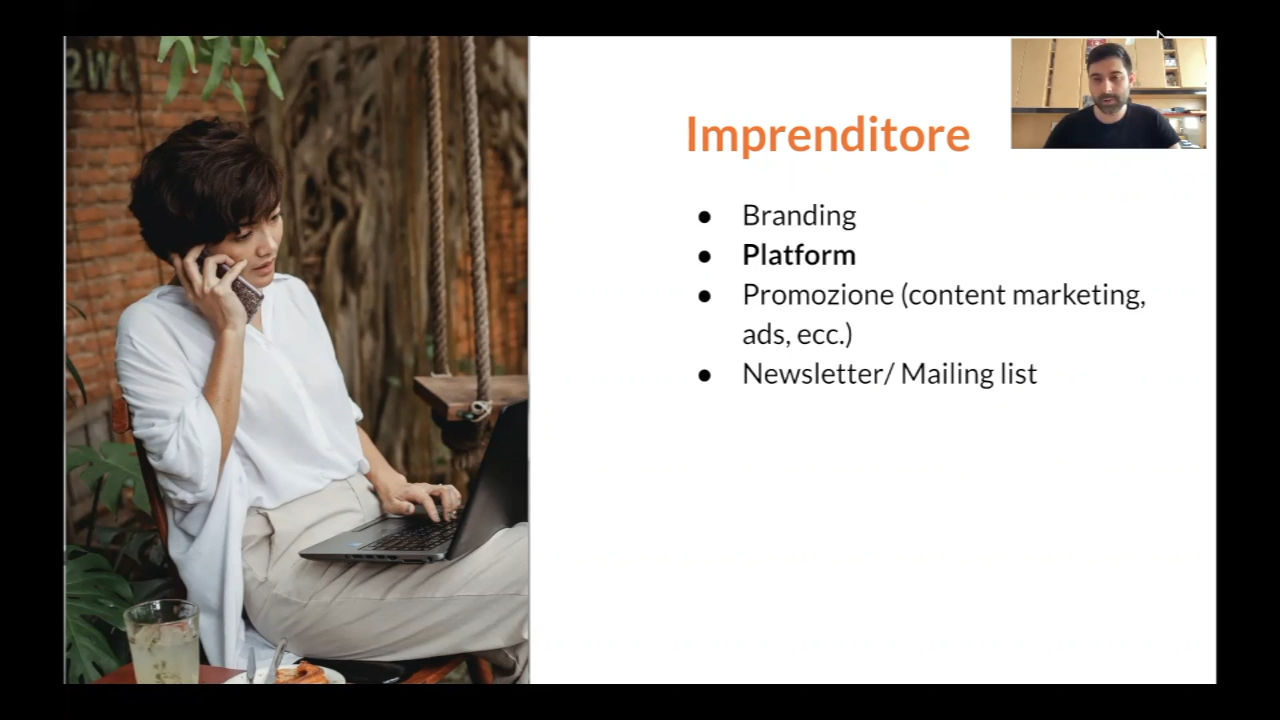 Imprenditore
● Branding
● Platform
● Promozione (content marketing,
ads, ecc.)
● Newsletter/ Mailing list